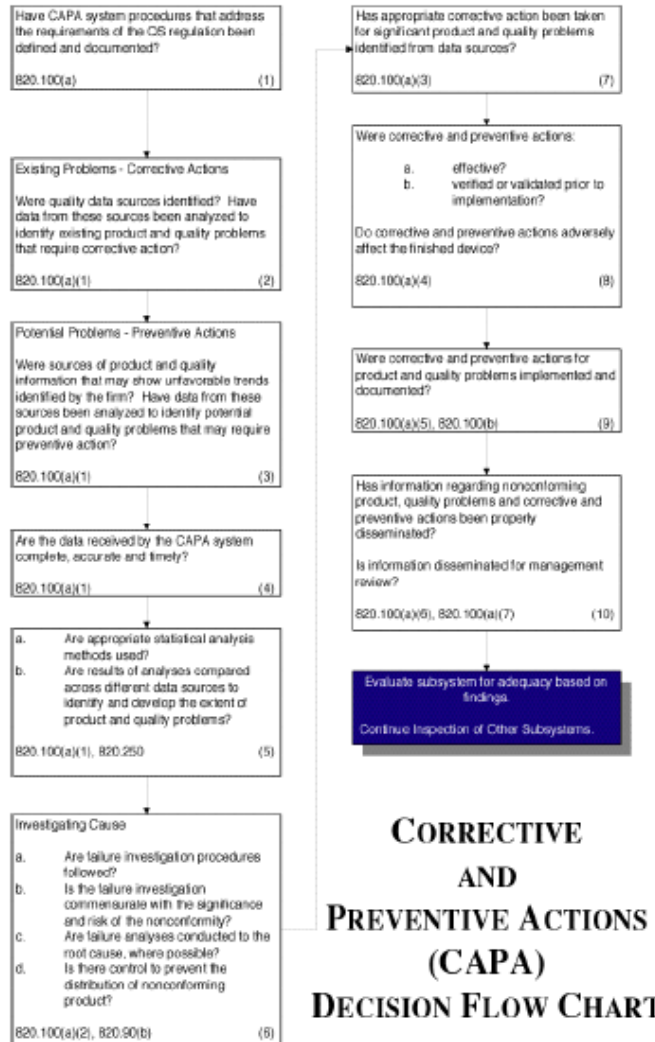 Have CAPA system procedures that address
the requirements of the QS regulation been
defined and documented?
820.100(a) (1)
Existing Problems - Corrective Actions
Were quality data sources identified? Have
data from these sources been analyzed to
identify existing product and quality problems
that require corrective action?
820.100(a)(1) (2)
Potential Problems - Preventive Actions
Were sources of product and quality
information that may show unfavorable trends
identified by the firm? Have data from these
sources been analyzed to identify potential
product and quality problems that may require
preventive action?
820.100(a)(1) (3)
Are the data received by the CAPA system
complete, accurate and timely?
820.100(a)(1) (4)
a. Are appropriate statistical analysis
methods used?
b. Are results of analyses compared
across different data sources to
identify and develop the extent of
product and quality problems?
820.100(a)(1), 820.250 (5)
Investigating Cause
a. Are failure investigation procedures
followed?
b. Is the failure investigation
commensurate with the significance
and risk of the nonconformity?
c. Are failure analyses conducted to the
root cause, where possible?
d. Is there control to prevent the
distribution of nonconforming
product?
820.100(a)(2), 820.90(b) (6)
Has appropriate corrective action been taken
for significant product and quality problems
identified from data sources?
820.100(a)(3) (7)
Were corrective and preventive actions:
a. effective?
b. verified or validated prior to
implementation?
Do corrective and preventive actions adversely
affect the finished device?
820.100(a)(4) (8)
Were corrective and preventive actions for
product and quality problems implemented and
documented?
820.100(a)(5), 820.100(b) (9)
Has information regarding nonconforming
product, quality problems and corrective and
preventive actions been properly
disseminated?
Is information disseminated for management
review?
820.100(a)(6), 820.100(a)(7) (10)
Evaluate subsystem for adequacy based on
findings.
Continue Inspection of Other Subsystems.
CORRECTIVE
AND
PREVENTIVE ACTIONS
(CAPA)
DECISION FLOW CHART